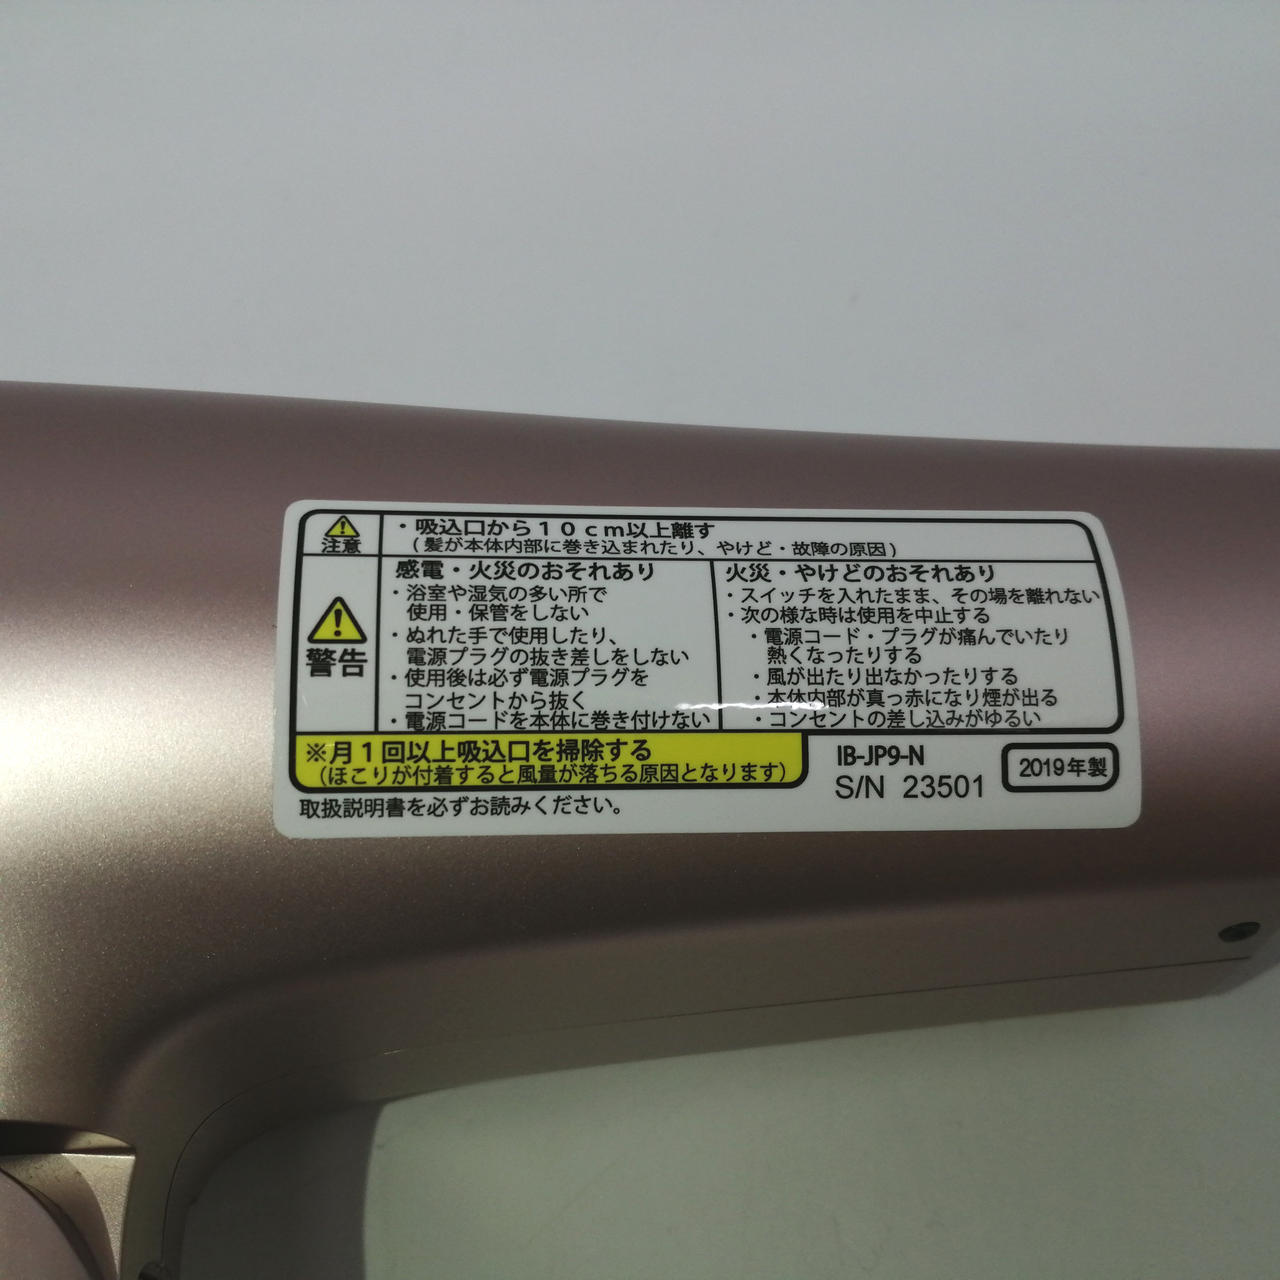 注意
・吸込口から１０ｃｍ以上離す
(髪が本体内部に巻き込まれたり、やけど・故障の原因)
警告
感電・火災のおそれあり
・浴室や湿気の多い所で
使用・保管をしない
・ぬれた手で使用したり、
電源プラグの抜き差しをしない
・使用後は必ず電源プラグを
コンセントから抜く
・電源コードを本体に巻き付けない
火災・やけどのおそれあり
・スイッチを入れたまま、その場を離れない
・次の様な時は使用を中止する
・電源コード・プラグが痛んでいたり
熱くなったりする
・風が出たり出なかったりする
・本体内部が真っ赤になり煙が出る
・コンセントの差し込みがゆるい
※月１回以上吸込口を掃除する
(ほこりが付着すると風量が落ちる原因となります)
取扱説明書を必ずお読みください。
IB-JP9-N
S/N 23501
2019年製